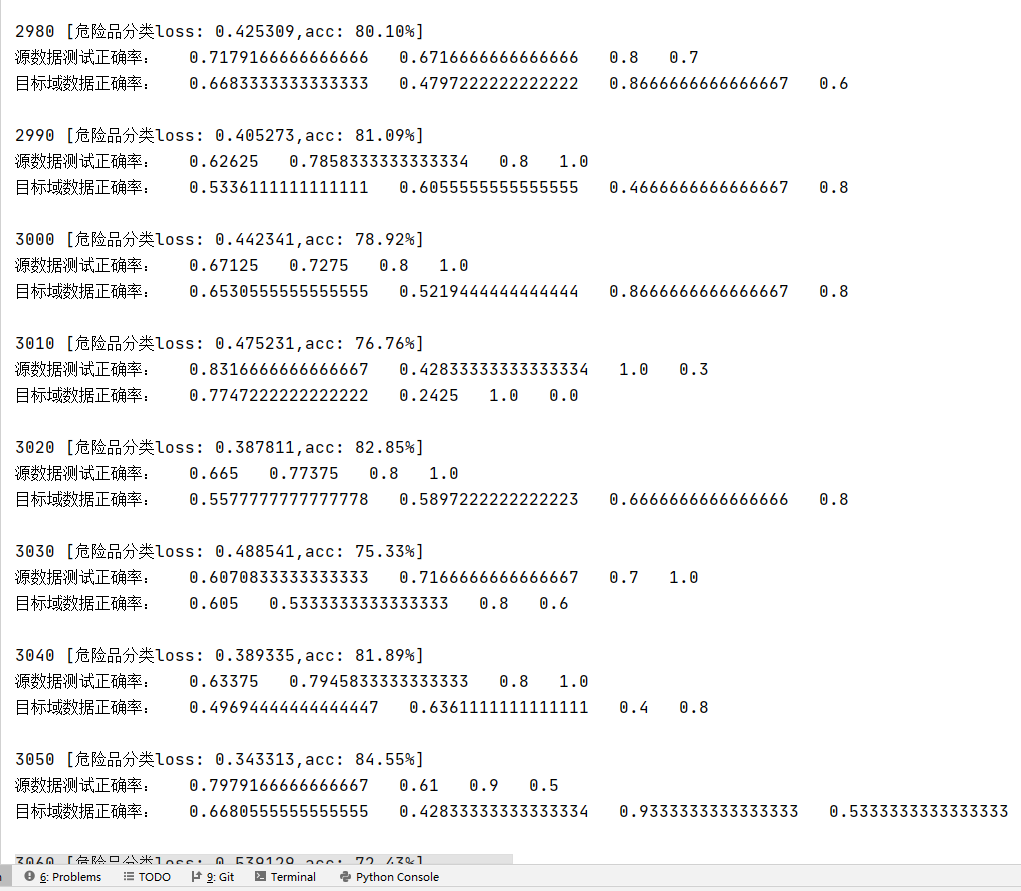 2980 [危险品分类loss: 0.425309,acc: 80.10%]
源数据测试正确率:   0.7179166666666666   0.6716666666666666   0.8   0.7
目标域数据正确率:   0.6683333333333333   0.4797222222222222   0.8666666666666667   0.6
2990 [危险品分类loss: 0.405273,acc: 81.09%]
源数据测试正确率:   0.62625   0.7858333333333334   0.8   1.0
目标域数据正确率:   0.5336111111111111   0.6055555555555555   0.4666666666666667   0.8
3000 [危险品分类loss: 0.442341,acc: 78.92%]
源数据测试正确率:   0.67125   0.7275   0.8   1.0
目标域数据正确率:   0.6530555555555555   0.5219444444444444   0.8666666666666667   0.8
3010 [危险品分类loss: 0.475231,acc: 76.76%]
源数据测试正确率:   0.8316666666666667   0.42833333333333334   1.0   0.3
目标域数据正确率:   0.7747222222222222   0.2425   1.0   0.0
3020 [危险品分类loss: 0.387811,acc: 82.85%]
源数据测试正确率:   0.665   0.77375   0.8   1.0
目标域数据正确率:   0.5577777777777778   0.5897222222222223   0.6666666666666666   0.8
3030 [危险品分类loss: 0.488541,acc: 75.33%]
源数据测试正确率:   0.6070833333333333   0.7166666666666667   0.7   1.0
目标域数据正确率:   0.605   0.5333333333333333   0.8   0.6
3040 [危险品分类loss: 0.389335,acc: 81.89%]
源数据测试正确率:   0.63375   0.7945833333333333   0.8   1.0
目标域数据正确率:   0.49694444444444447   0.6361111111111111   0.4   0.8
3050 [危险品分类loss: 0.343313,acc: 84.55%]
源数据测试正确率:   0.7979166666666667   0.61   0.9   0.5
目标域数据正确率:   0.6680555555555555   0.42833333333333334   0.9333333333333333   0.5333333333333333
3060 [危险品分类loss: 0.539129,acc: 72.43%]
6: Problems   TODO   9: Git   Terminal   Python Console